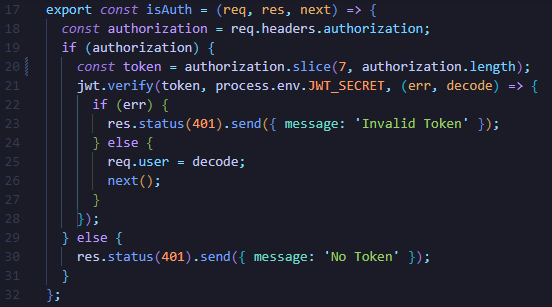 17 export const isAuth = (req, res, next) => {
18   const authorization = req.headers.authorization;
19   if (authorization) {
20     const token = authorization.slice(7, authorization.length);
21     jwt.verify(token, process.env.JWT_SECRET, (err, decode) => {
22       if (err) {
23         res.status(401).send({ message: 'Invalid Token' });
24       } else {
25         req.user = decode;
26         next();
27       }
28     });
29   } else {
30     res.status(401).send({ message: 'No Token' });
31   }
32 };